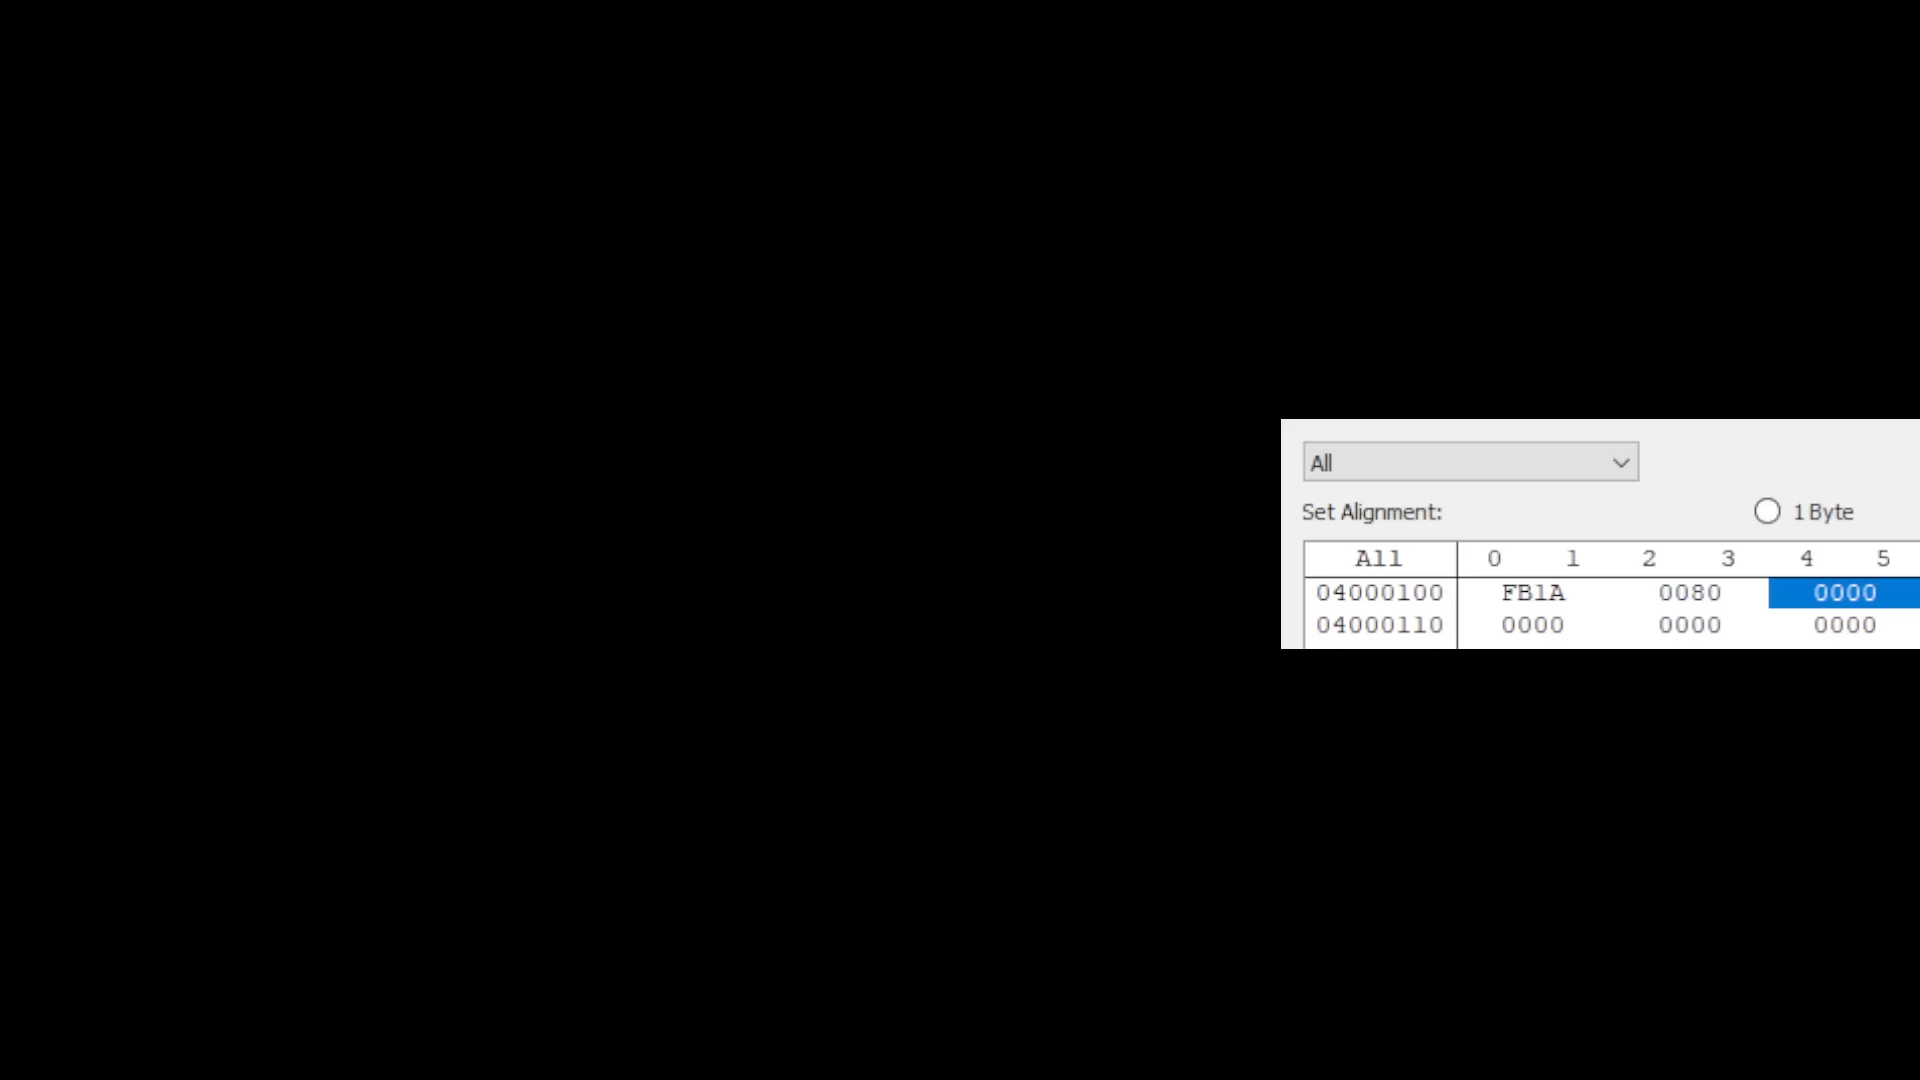 All
Set Alignment: 1 Byte
All 0 1 2 3 4 5
04000100 FB1A 0080 0000
04000110 0000 0000 0000